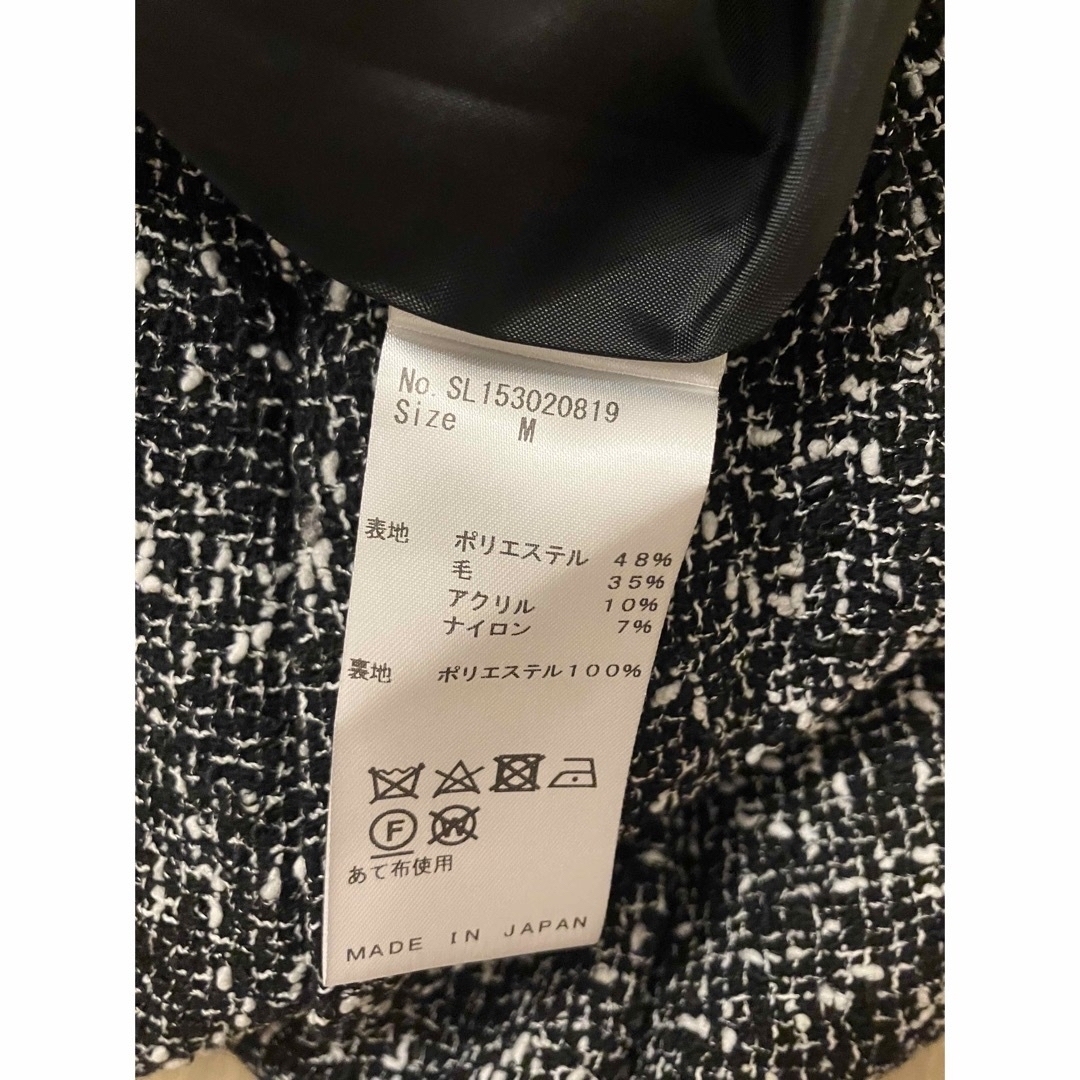 No. SL153020819
Size M
表地 ポリエステル 48%
毛 35%
アクリル 10%
ナイロン 7%
裏地 ポリエステル100%
F W
あて布使用
MADE IN JAPAN